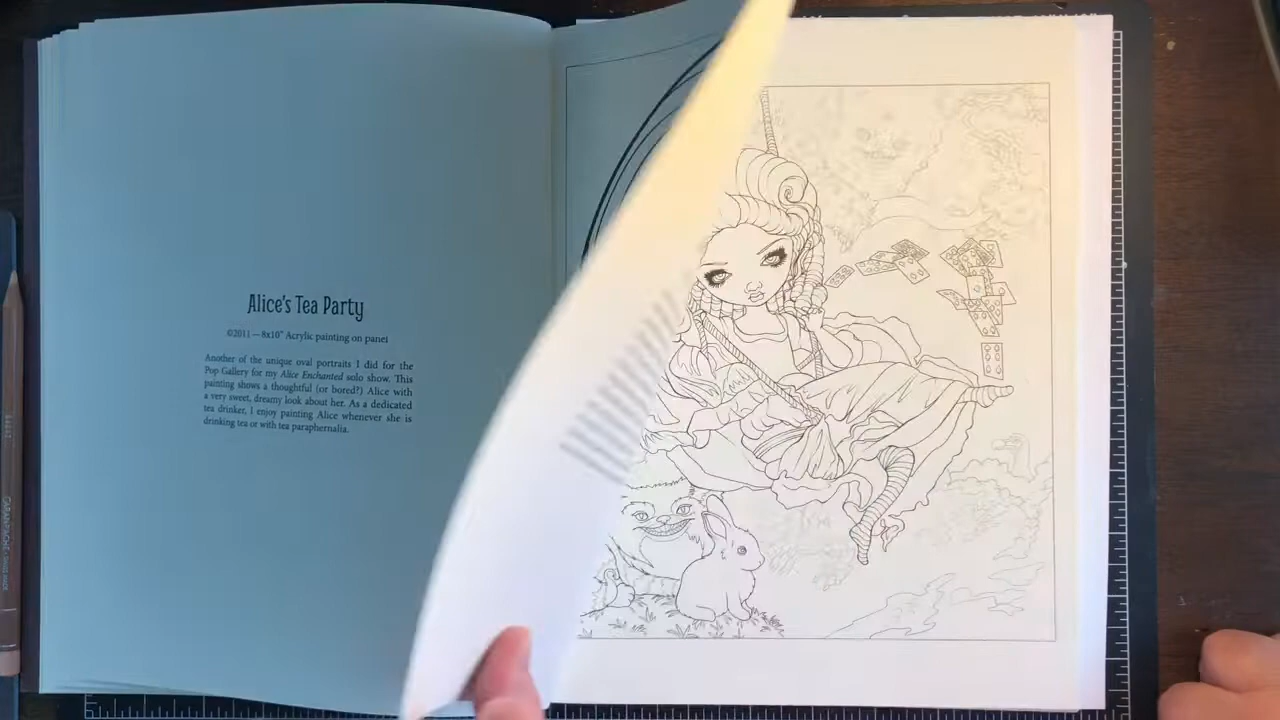 Alice's Tea Party
©2011 — 8x10" Acrylic painting on panel
Another of the unique oval portraits I did for the
Pop Gallery for my Alice Enchanted solo show. This
painting shows a thoughtful (or bored?) Alice with
a very sweet, dreamy look about her. As a dedicated
tea drinker, I enjoy painting Alice whenever she is
drinking tea or with tea paraphernalia.